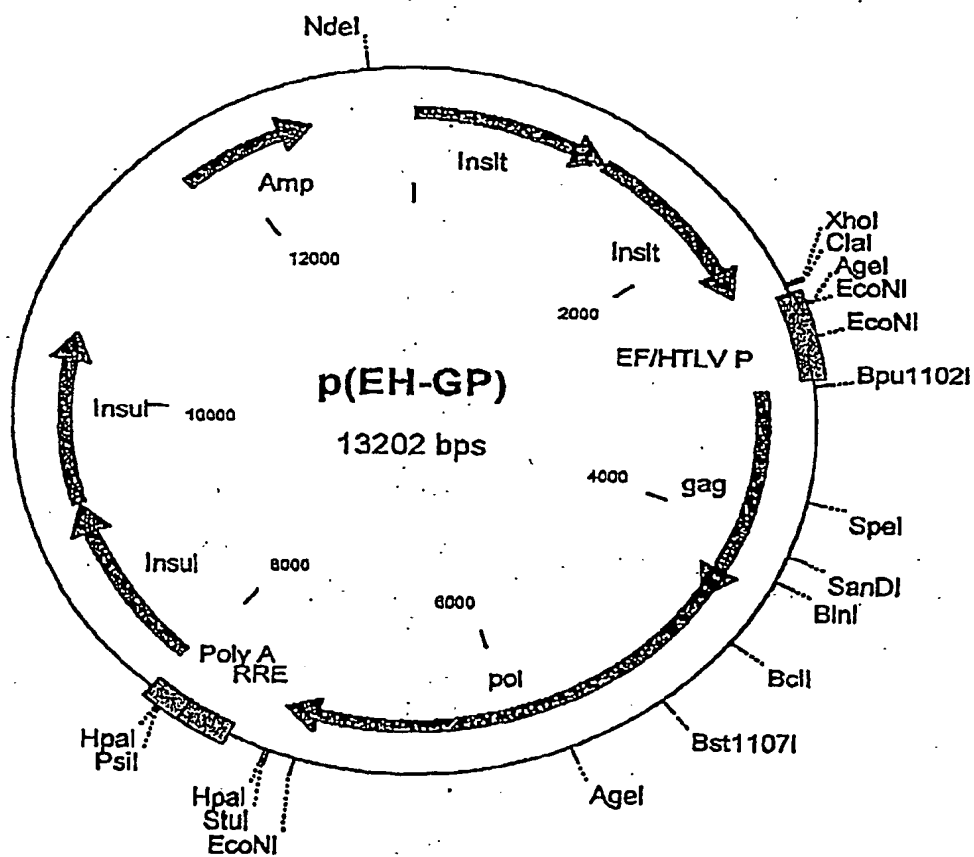 NdeI
Inslt
Amp
I
XhoI
ClaI
AgeI
EcoNI
EcoNI
Inslt
12000
2000
EF/HTLV P
Bpu1102I
p(EH-GP)
Insul
10000
13202 bps
4000
gag
SpeI
Insul
8000
6000
SanDI
BlnI
Poly A
RRE
pol
BclI
Bst1107I
HpaI
PsiI
HpaI
StuI
EcoNI
AgeI